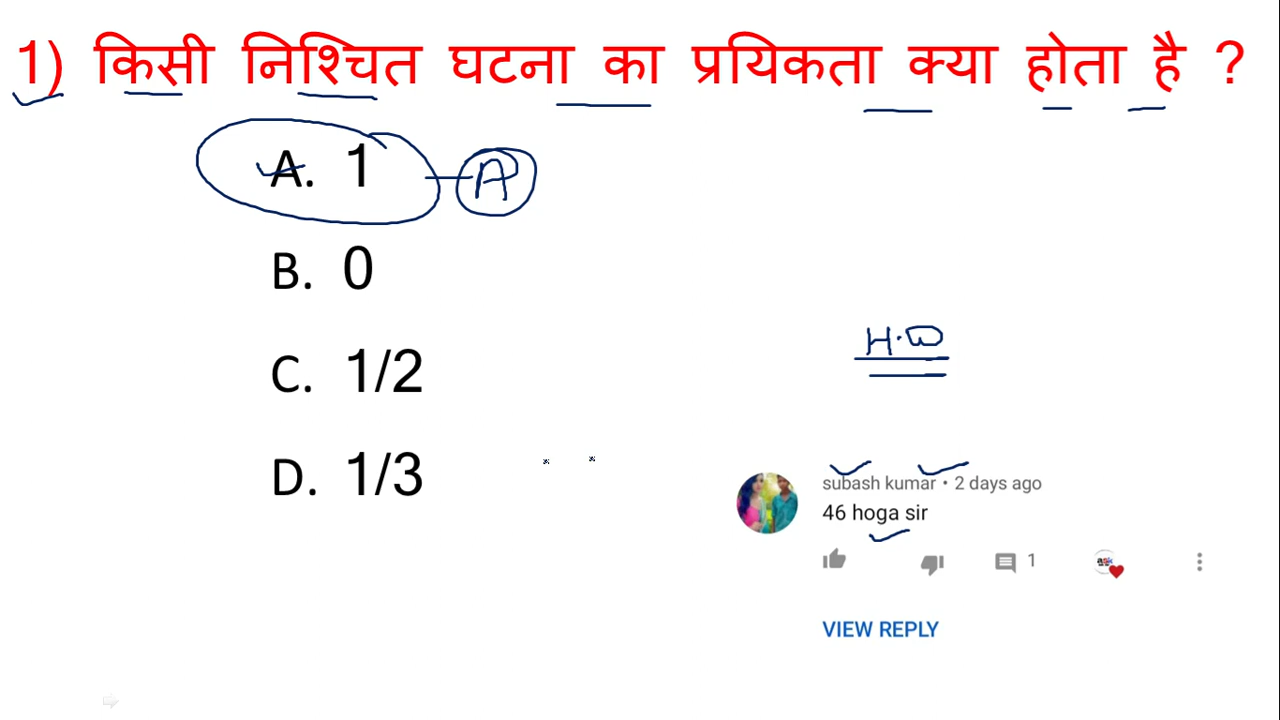 1) किसी निश्चित घटना का प्रयिकता क्या होता है ?
A. 1 A
B. 0
H.W
C. 1/2
D. 1/3
subash kumar • 2 days ago
46 hoga sir
1
VIEW REPLY